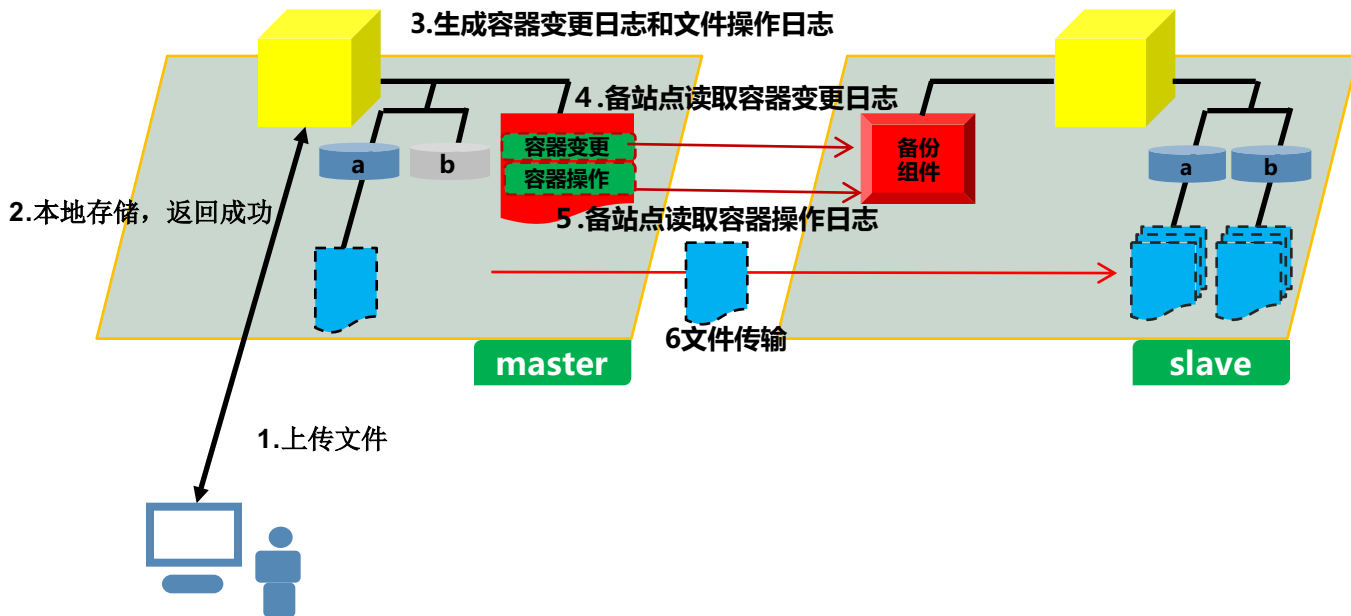 3.生成容器变更日志和文件操作日志
4.备站点读取容器变更日志
容器变更
容器操作
备份
组件
a
b
a
b
2.本地存储，返回成功
5.备站点读取容器操作日志
6文件传输
master
slave
1.上传文件